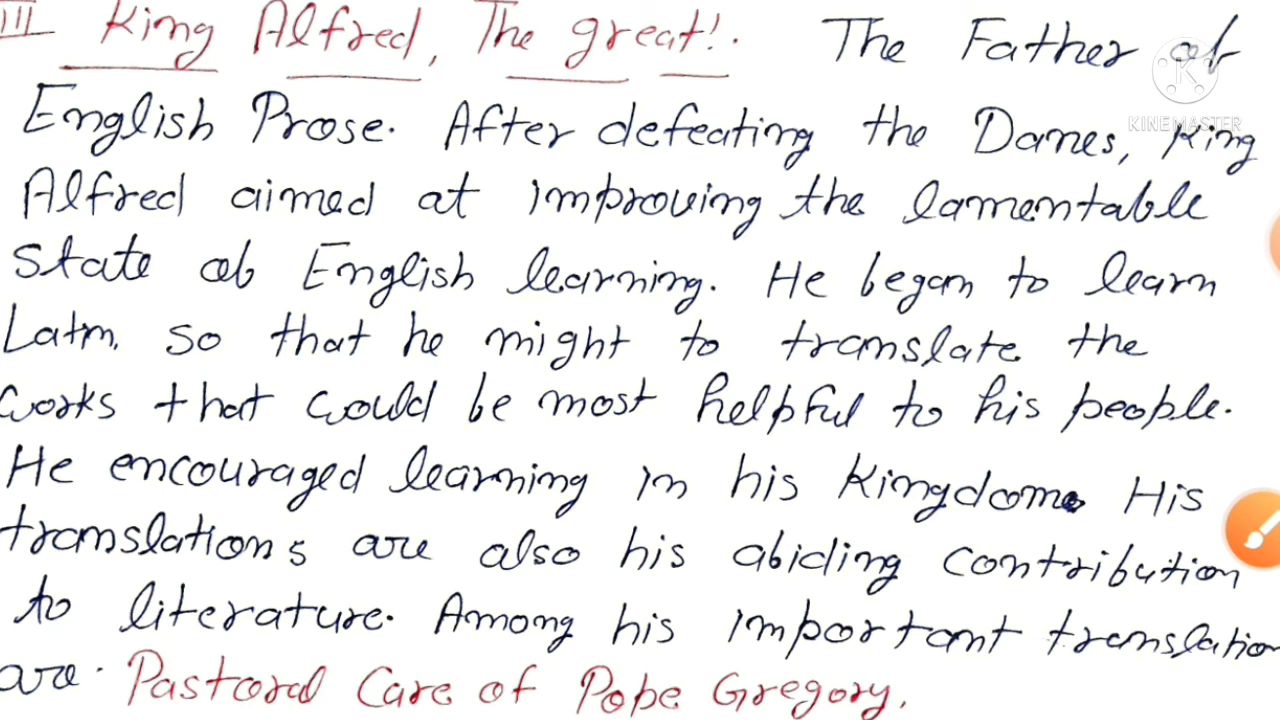 III King Alfred, The great!. The Father of
English Prose. After defeating the Danes, King
Alfred aimed at improving the lamentable
State of English learning. He began to learn
Latin. so that he might to translate the
works that could be most helpful to his people.
He encouraged learning in his Kingdom. His
translations are also his abiding contribution
to literature. Among his important translation
are. Pastoral Care of Pope Gregory.
K
KINEMASTER